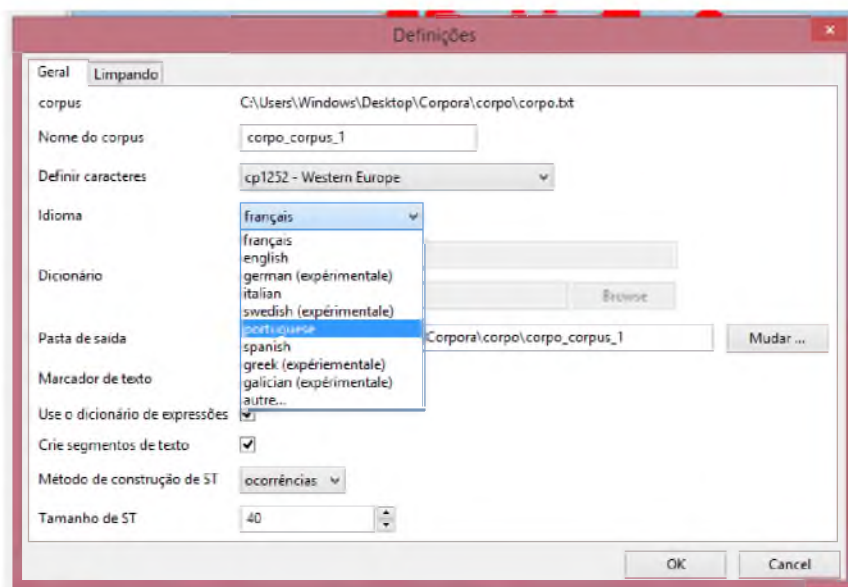 Definições
Geral Limpando
corpus C:\Users\Windows\Desktop\Corpora\corpo\corpo.txt
Nome do corpus corpo_corpus_1
Definir caracteres cp1252 - Western Europe
Idioma français
français
english
german (expérimentale)
Dicionário
italian
Browse
swedish (expérimentale)
portuguese
Pasta de saída Corpora\corpo\corpo_corpus_1 Mudar ...
spanish
greek (expériementale)
Marcador de texto
galician (expérimentale)
autre...
Use o dicionário de expressões
Crie segmentos de texto
Método de construção de ST ocorrências
Tamanho de ST 40
OK Cancel